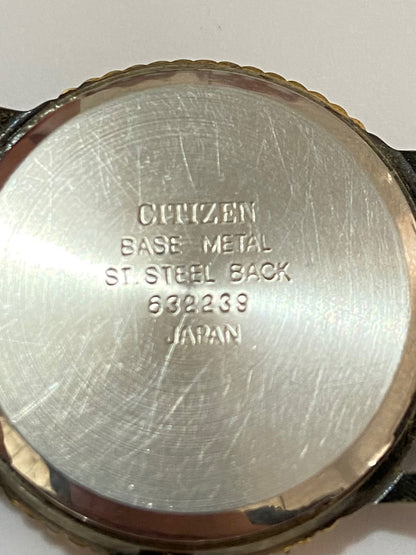 CITIZEN
BASE METAL
ST. STEEL BACK
632239
JAPAN